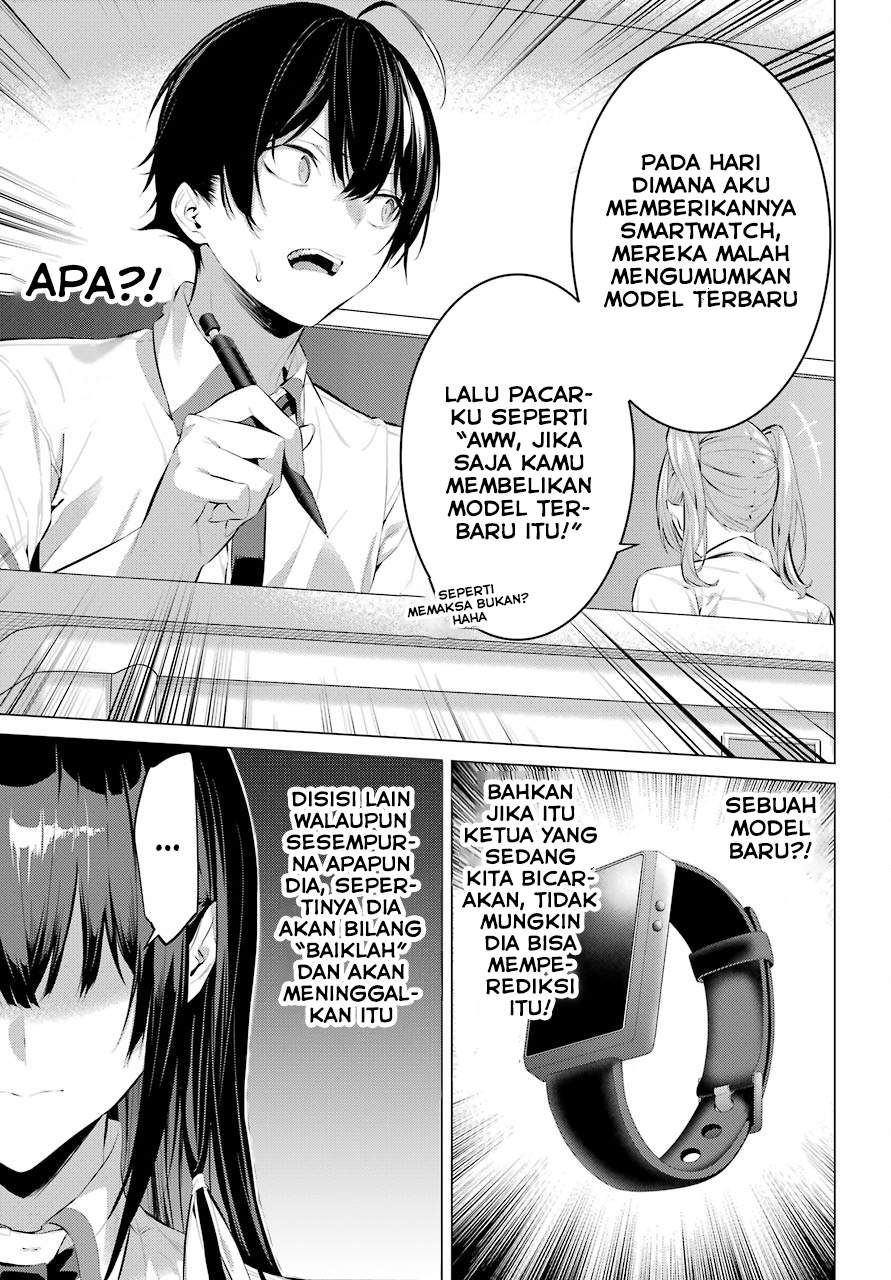 PADA HARI
DIMANA AKU
MEMBERIKANNYA
SMARTWATCH,
MEREKA MALAH
MENGUMUMKAN
MODEL TERBARU
LALU PACAR-
KU SEPERTI
"AWW, JIKA
SAJA KAMU
MEMBELIKAN
MODEL TER-
BARU ITU!"
SEPERTI
MEMAKSA BUKAN?
HAHA
APA?!
SEBUAH
MODEL
BARU?!
BAHKAN
JIKA ITU
KETUA YANG
SEDANG
KITA BICAR-
AKAN, TIDAK
MUNGKIN
DIA BISA
MEMPE-
REDIKSI
ITU!
DISISI LAIN
WALAUPUN
SESEMPUR-
NA APAPUN
DIA, SEPER-
TINYA DIA
AKAN BILANG
"BAIKLAH"
DAN AKAN
MENINGGAL-
KAN ITU
...